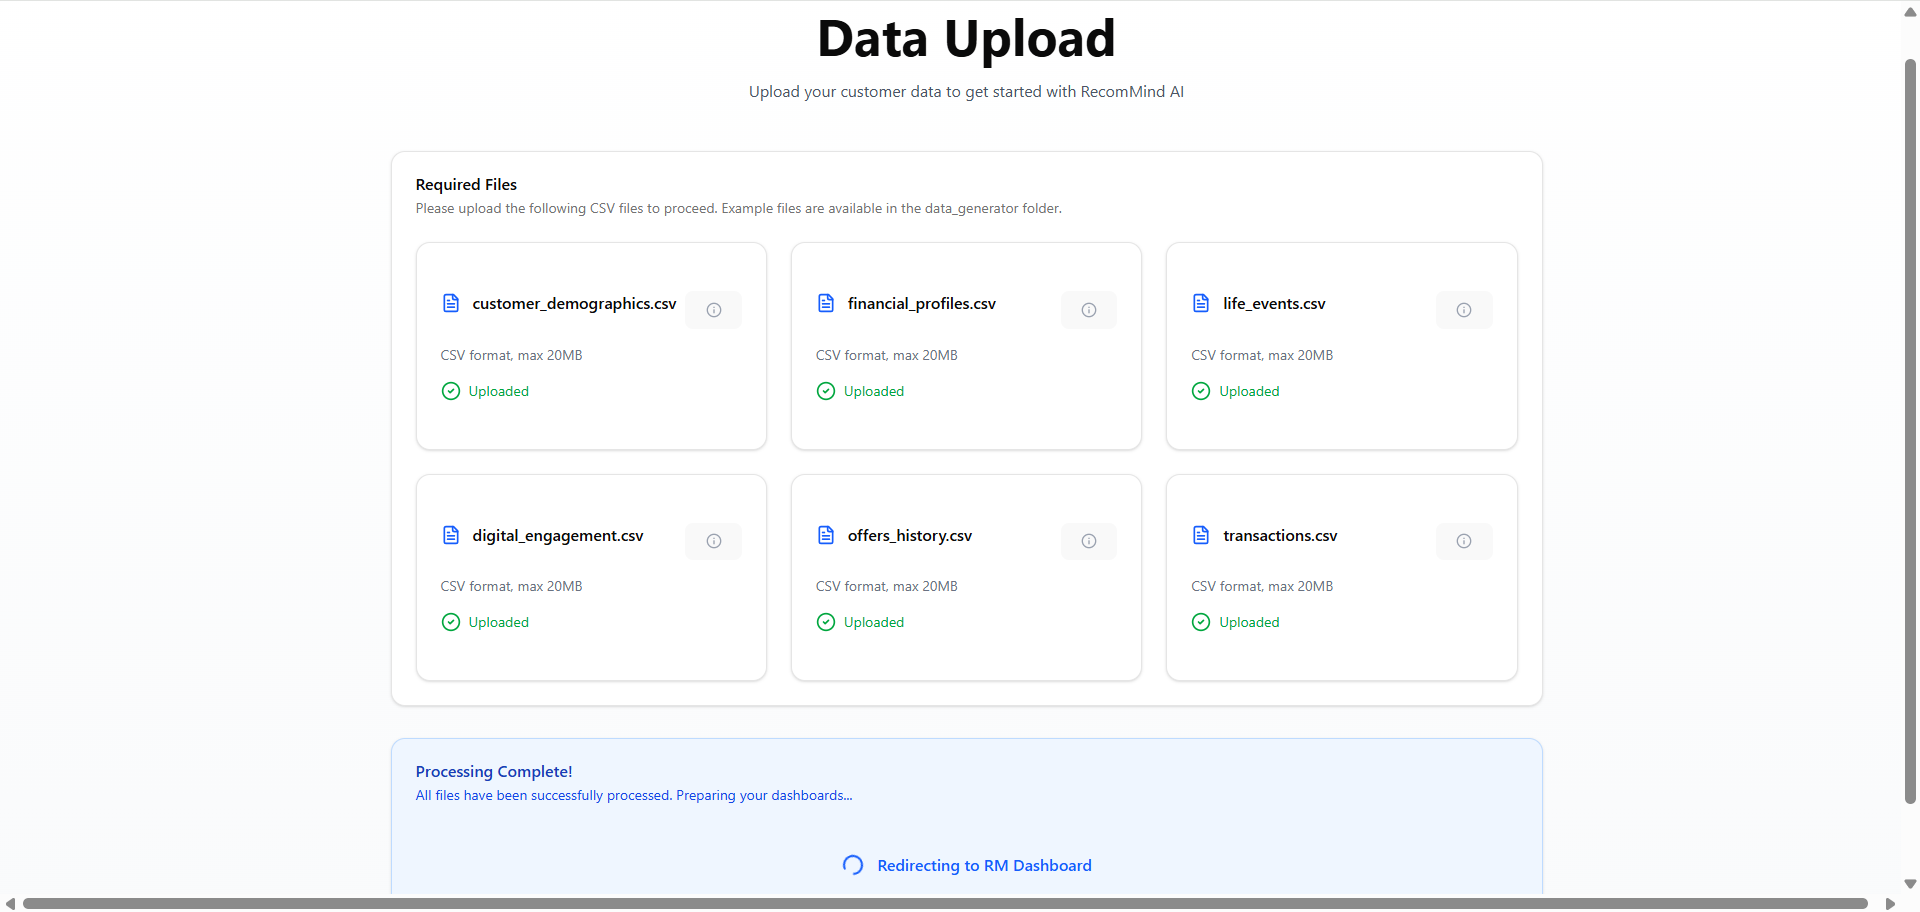 Data Upload
Upload your customer data to get started with RecomMind AI
Required Files
Please upload the following CSV files to proceed. Example files are available in the data_generator folder.
customer_demographics.csv
CSV format, max 20MB
Uploaded
financial_profiles.csv
CSV format, max 20MB
Uploaded
life_events.csv
CSV format, max 20MB
Uploaded
digital_engagement.csv
CSV format, max 20MB
Uploaded
offers_history.csv
CSV format, max 20MB
Uploaded
transactions.csv
CSV format, max 20MB
Uploaded
Processing Complete!
All files have been successfully processed. Preparing your dashboards...
Redirecting to RM Dashboard